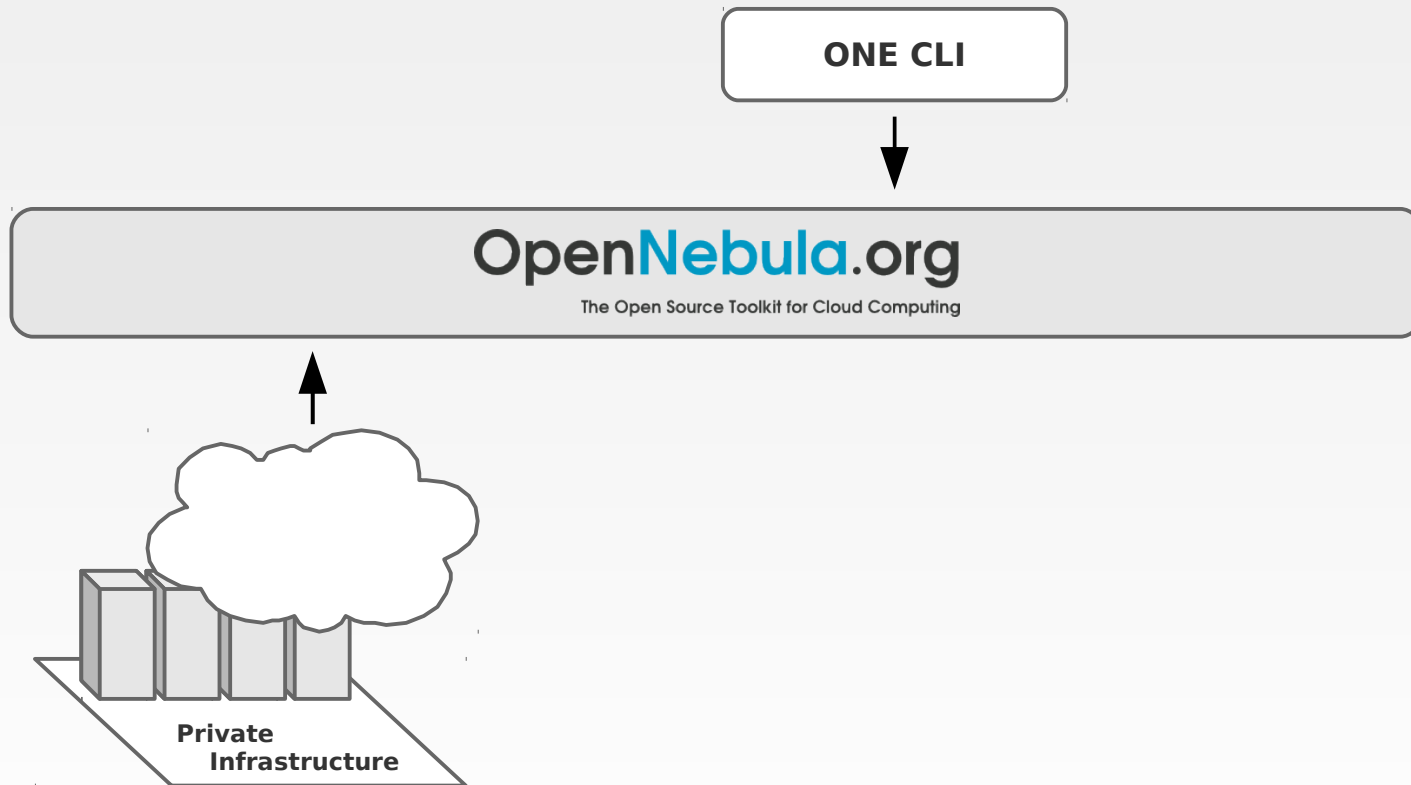 ONE CLI
OpenNebula.org
The Open Source Toolkit for Cloud Computing
Private
Infrastructure